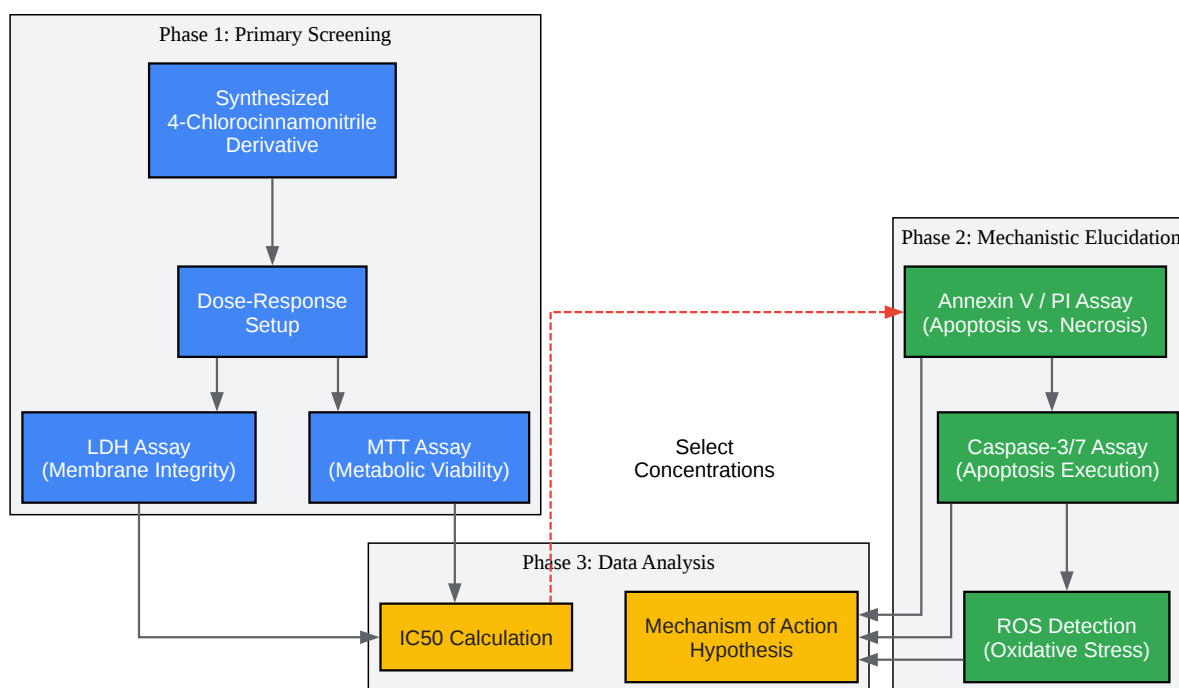 Phase 1: Primary Screening
Synthesized
4-Chlorocinnamonitrile
Derivative
Dose-Response
Setup
LDH Assay
(Membrane Integrity)
MTT Assay
(Metabolic Viability)
Select
Concentrations
Phase 2: Mechanistic Elucidation
Annexin V / PI Assay
(Apoptosis vs. Necrosis)
Caspase-3/7 Assay
(Apoptosis Execution)
ROS Detection
(Oxidative Stress)
Phase 3: Data Analysis
IC50 Calculation
Mechanism of Action
Hypothesis